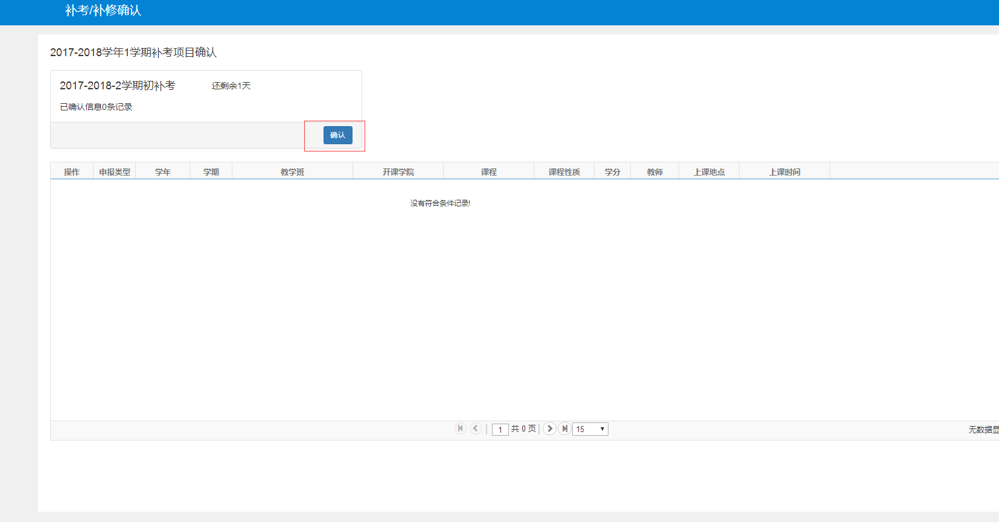 补考/补修确认
2017-2018学年1学期补考项目确认
2017-2018-2学期初补考 还剩余1天
已确认信息0条记录
确认
操作 申报类型 学年 学期 教学班 开课学院 课程 课程性质 学分 教师 上课地点 上课时间
没有符合条件记录!
1 共 0 页 15
无数据显